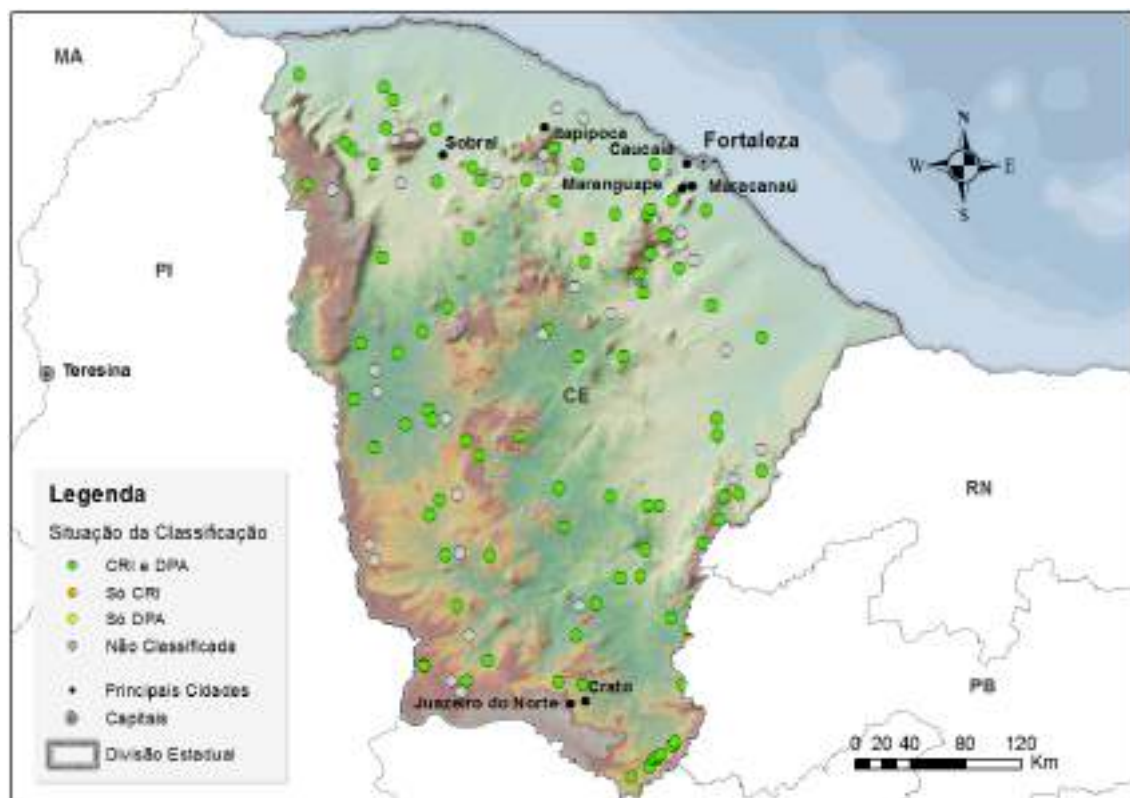 MA
Fortaleza
Itapipoca
Sobral
Caucaia
Maranguape
Maracanaú
N
W
E
S
PI
Teresina
CE
RN
PB
Crato
Juazeiro do Norte
Legenda
Situação da Classificação
CRI e DPA
Só CRI
Só DPA
Não Classificada
Principais Cidades
Capitais
Divisão Estadual
0 20 40 80 120
Km